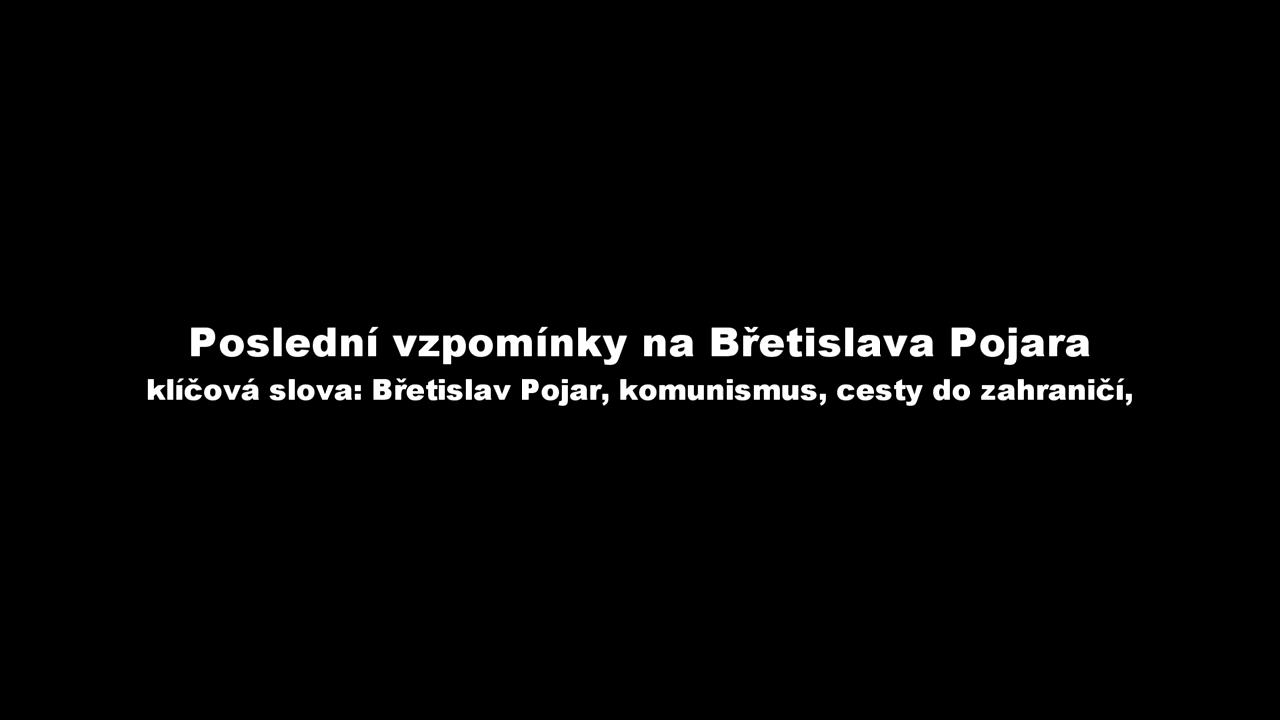 Poslední vzpomínky na Břetislava Pojara
klíčová slova: Břetislav Pojar, komunismus, cesty do zahraničí,